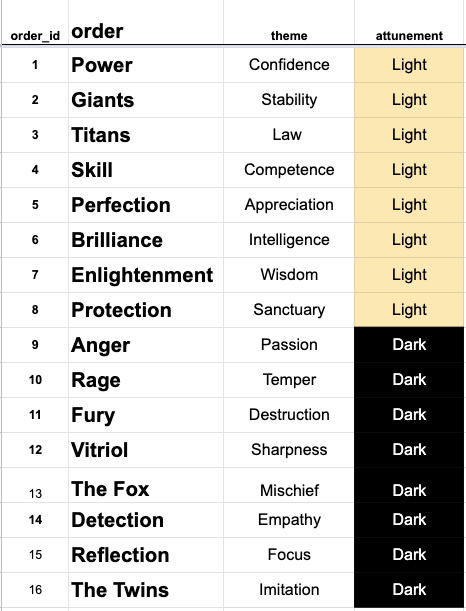 order_id order theme attunement
1 Power Confidence Light
2 Giants Stability Light
3 Titans Law Light
4 Skill Competence Light
5 Perfection Appreciation Light
6 Brilliance Intelligence Light
7 Enlightenment Wisdom Light
8 Protection Sanctuary Light
9 Anger Passion Dark
10 Rage Temper Dark
11 Fury Destruction Dark
12 Vitriol Sharpness Dark
13 The Fox Mischief Dark
14 Detection Empathy Dark
15 Reflection Focus Dark
16 The Twins Imitation Dark